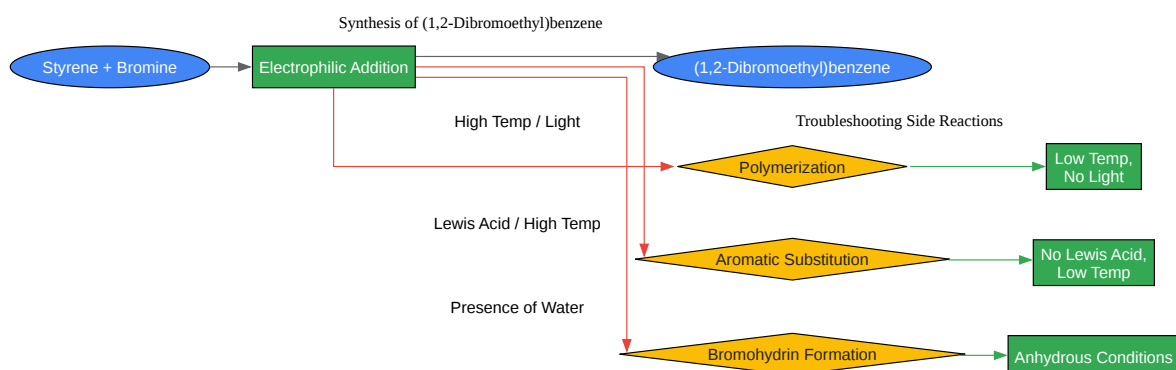 Synthesis of (1,2-Dibromoethyl)benzene
Styrene + Bromine
Electrophilic Addition
(1,2-Dibromoethyl)benzene
High Temp / Light
Troubleshooting Side Reactions
Polymerization
Low Temp,
No Light
Lewis Acid / High Temp
Aromatic Substitution
No Lewis Acid,
Low Temp
Presence of Water
Bromohydrin Formation
Anhydrous Conditions